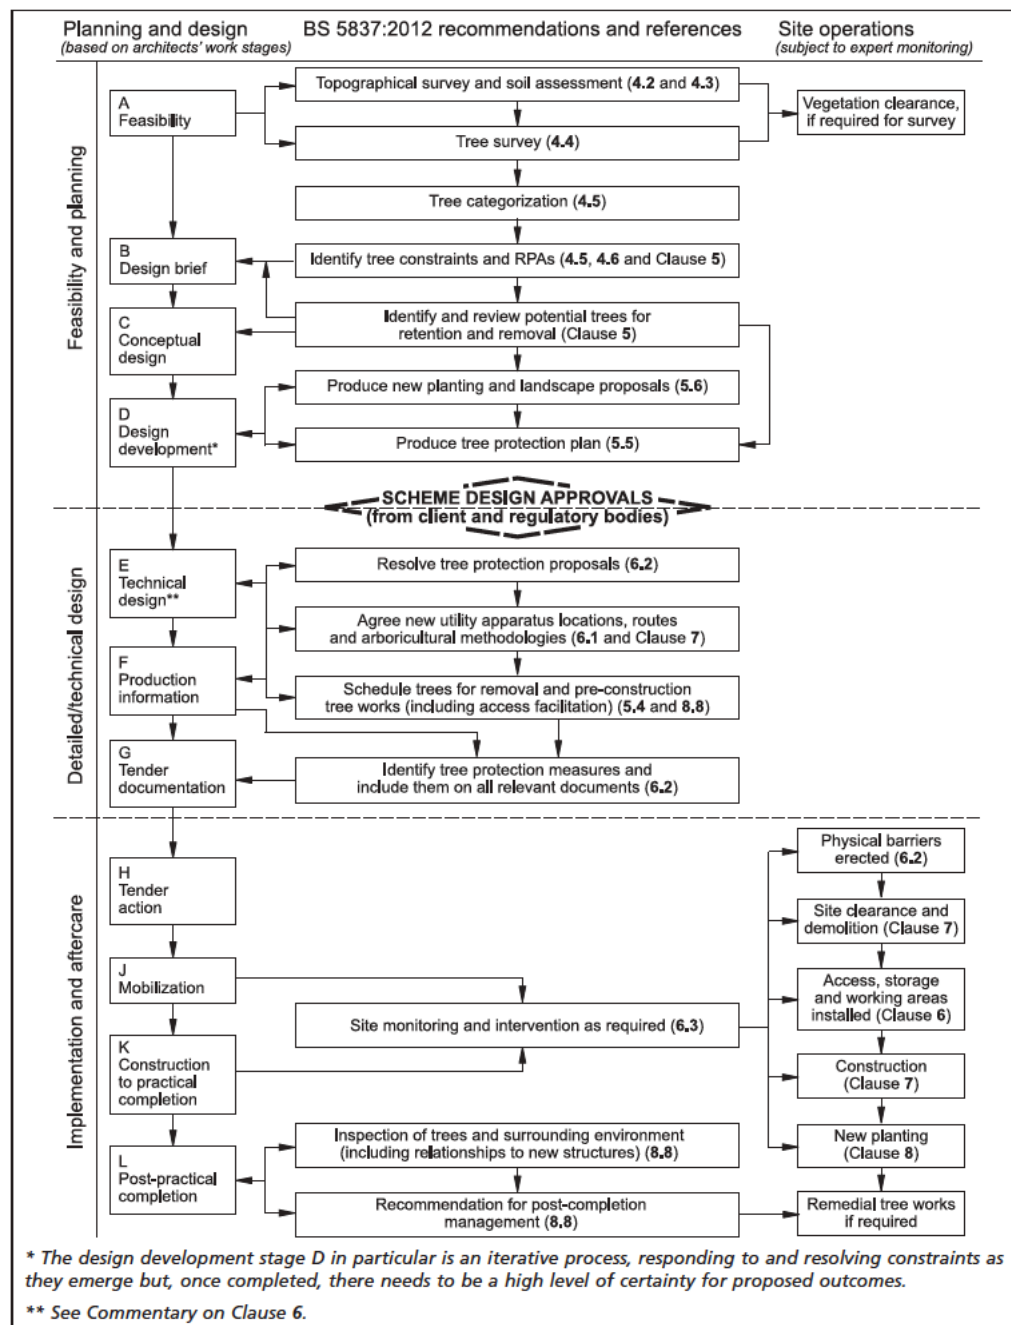 Planning and design
(based on architects' work stages)
BS 5837:2012 recommendations and references
Site operations
(subject to expert monitoring)
Feasibility and planning
A
Feasibility
Topographical survey and soil assessment (4.2 and 4.3)
Vegetation clearance,
if required for survey
Tree survey (4.4)
Tree categorization (4.5)
B
Design brief
Identify tree constraints and RPAs (4.5, 4.6 and Clause 5)
C
Conceptual
design
Identify and review potential trees for
retention and removal (Clause 5)
Produce new planting and landscape proposals (5.6)
D
Design
development*
Produce tree protection plan (5.5)
SCHEME DESIGN APPROVALS
(from client and regulatory bodies)
Detailed/technical design
E
Technical
design**
Resolve tree protection proposals (6.2)
Agree new utility apparatus locations, routes
and arboricultural methodologies (6.1 and Clause 7)
F
Production
information
Schedule trees for removal and pre-construction
tree works (including access facilitation) (5.4 and 8.8)
G
Tender
documentation
Identify tree protection measures and
include them on all relevant documents (6.2)
Implementation and aftercare
H
Tender
action
Physical barriers
erected (6.2)
Site clearance and
demolition (Clause 7)
J
Mobilization
Access, storage
and working areas
installed (Clause 6)
Site monitoring and intervention as required (6.3)
K
Construction
to practical
completion
Construction
(Clause 7)
New planting
(Clause 8)
L
Post-practical
completion
Inspection of trees and surrounding environment
(including relationships to new structures) (8.8)
Recommendation for post-completion
management (8.8)
Remedial tree works
if required
* The design development stage D in particular is an iterative process, responding to and resolving constraints as
they emerge but, once completed, there needs to be a high level of certainty for proposed outcomes.
** See Commentary on Clause 6.